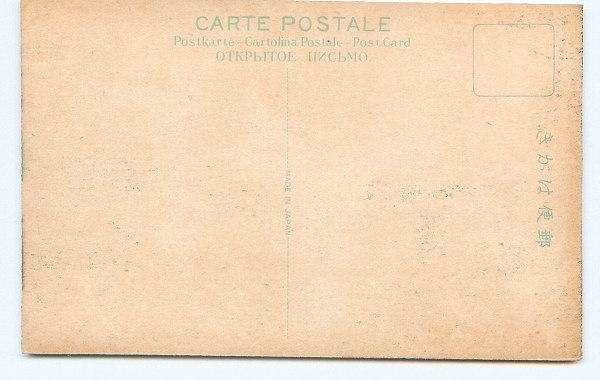 CARTE POSTALE
Postkarte - Cartolina Postale - Post Card
ОТКРЫТОЕ ПИСЬМО
MADE IN JAPAN
きがは便郵